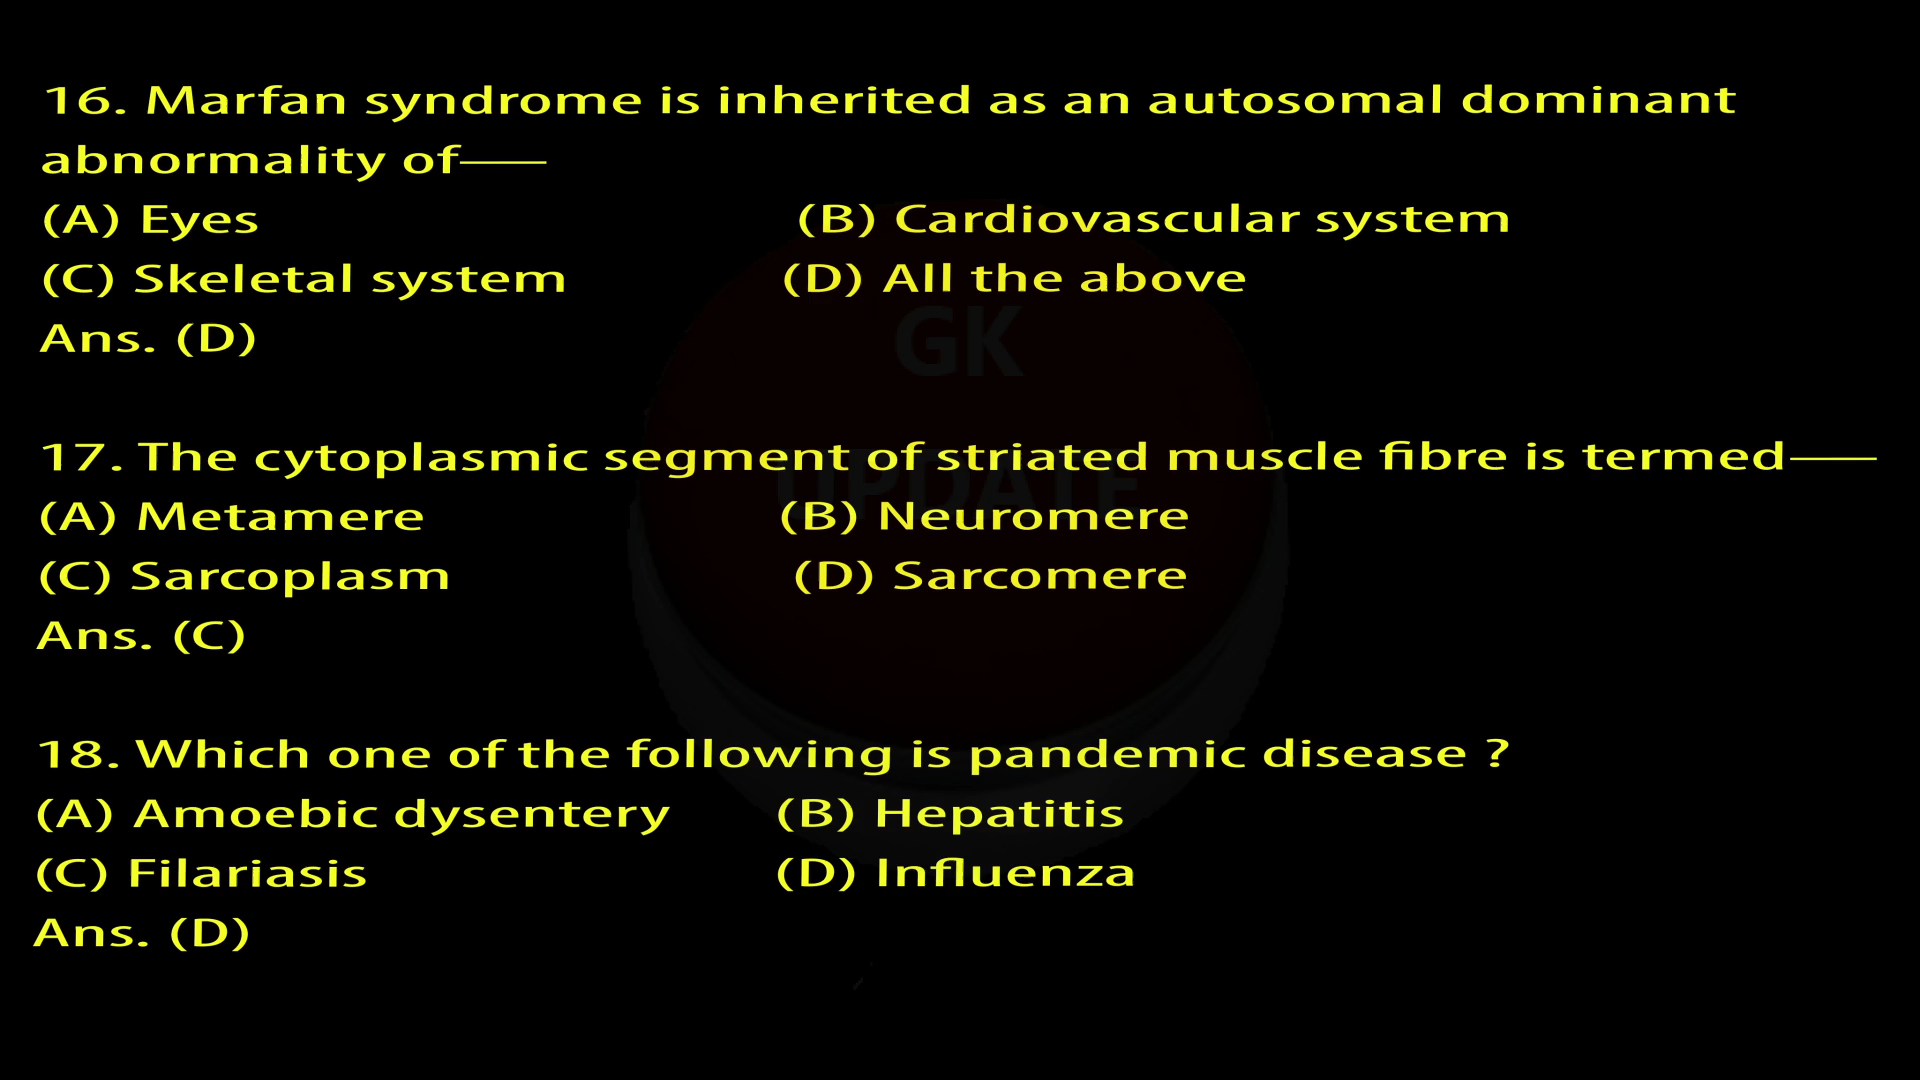 16. Marfan syndrome is inherited as an autosomal dominant
abnormality of——
(A) Eyes (B) Cardiovascular system
(C) Skeletal system (D) All the above
Ans. (D)
17. The cytoplasmic segment of striated muscle fibre is termed——
(A) Metamere (B) Neuromere
(C) Sarcoplasm (D) Sarcomere
Ans. (C)
18. Which one of the following is pandemic disease ?
(A) Amoebic dysentery (B) Hepatitis
(C) Filariasis (D) Influenza
Ans. (D)
GK
UPDATE